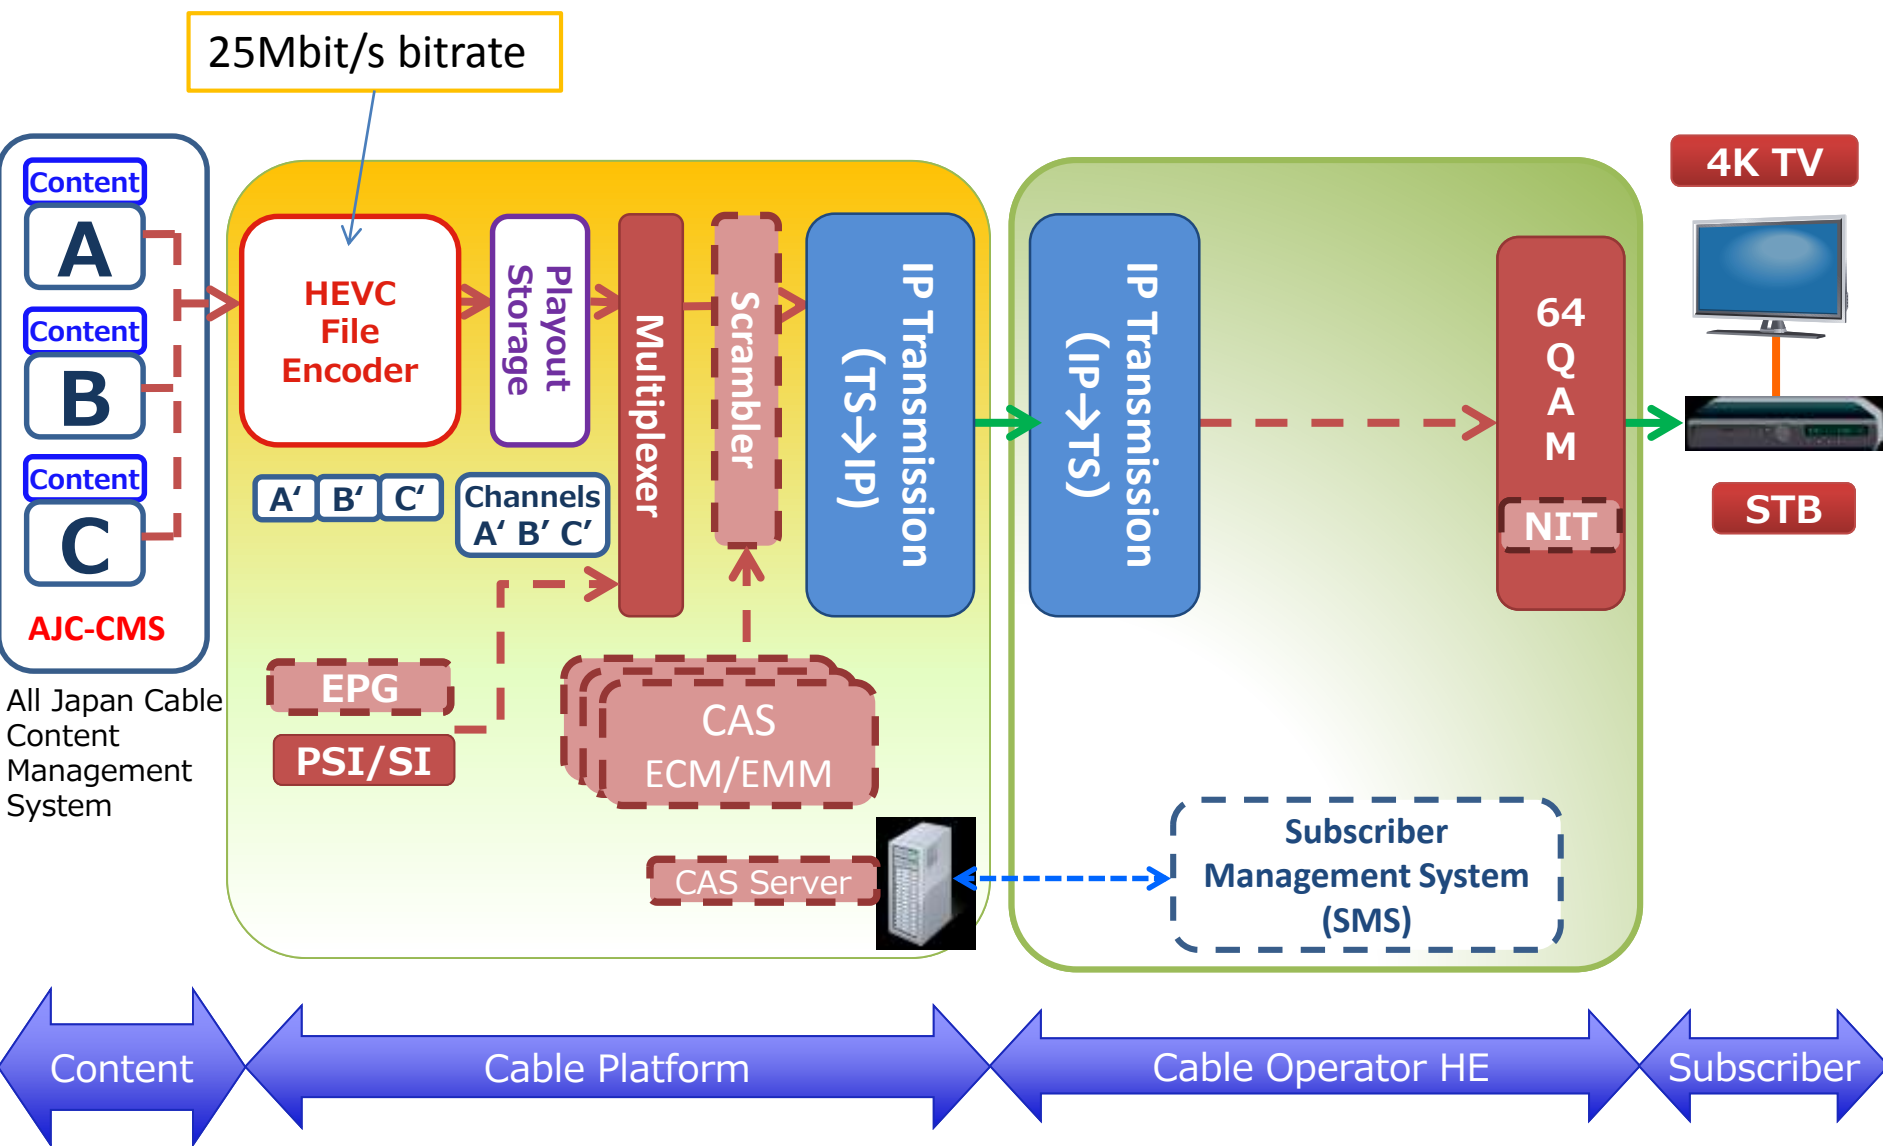 25Mbit/s bitrate
Content
A
Content
B
Content
C
AJC-CMS
All Japan Cable
Content
Management
System
HEVC
File
Encoder
A‘ B‘ C‘
Playout
Storage
Channels
A‘ B’ C’
Multiplexer
Scrambler
IP Transmission
(TS→IP)
EPG
PSI/SI
CAS
ECM/EMM
CAS Server
IP Transmission
(IP→TS)
64
Q
A
M
NIT
Subscriber
Management System
(SMS)
4K TV
STB
Content
Cable Platform
Cable Operator HE
Subscriber